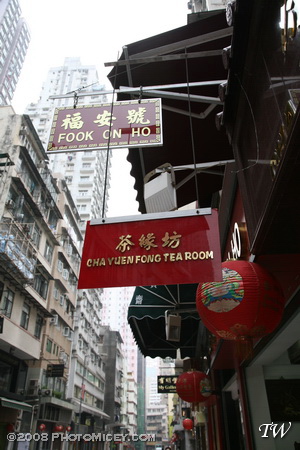 福安號
FOOK ON HO
茶緣坊
CHA YUEN FONG TEA ROOM
TW
©2008 PhotoMicey.com